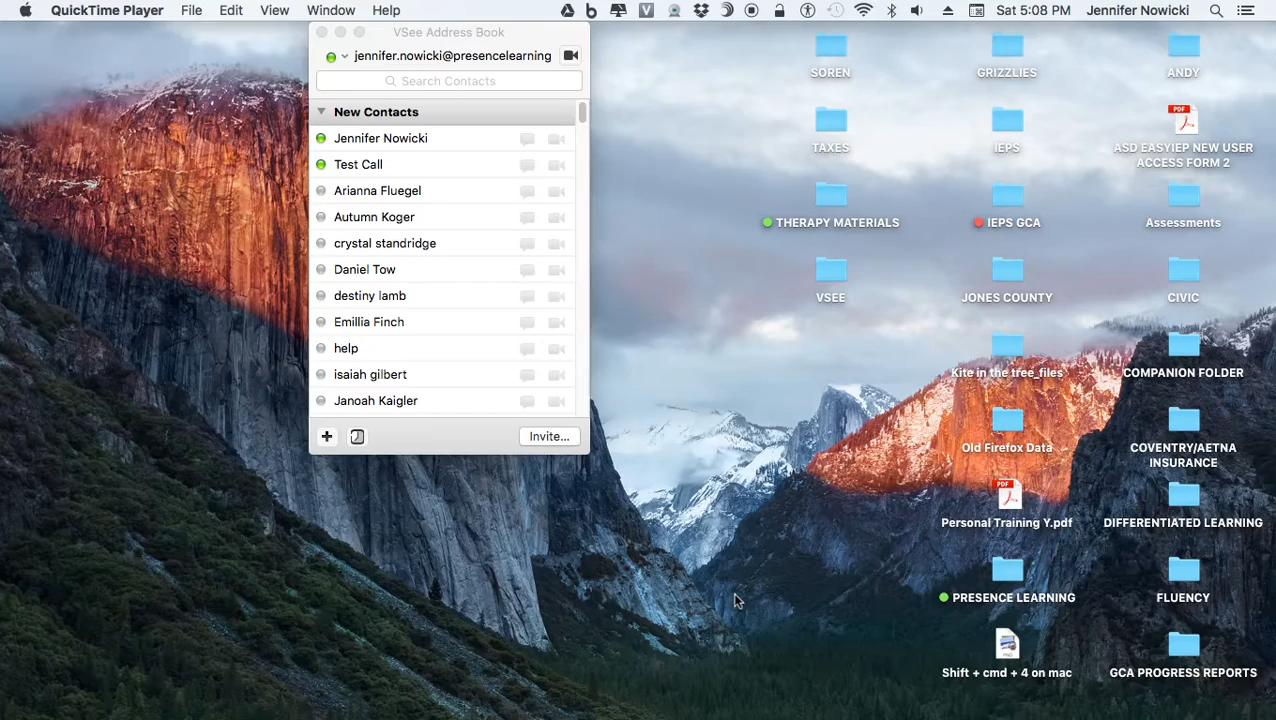 QuickTime Player File Edit View Window Help Sat 5:08 PM Jennifer Nowicki
VSee Address Book
jennifer.nowicki@presencelearning
Search Contacts
New Contacts
Jennifer Nowicki
Test Call
Arianna Fluegel
Autumn Koger
crystal standridge
Daniel Tow
destiny lamb
Emillia Finch
help
isaiah gilbert
Janoah Kaigler
Invite...
SOREN
GRIZZLIES
ANDY
TAXES
IEPS
PDF
ASD EASYIEP NEW USER
ACCESS FORM 2
THERAPY MATERIALS
IEPS GCA
Assessments
VSEE
JONES COUNTY
CIVIC
Kite in the tree_files
COMPANION FOLDER
Old Firefox Data
COVENTRY/AETNA
INSURANCE
PDF
Personal Training Y.pdf
DIFFERENTIATED LEARNING
PRESENCE LEARNING
FLUENCY
PNG
Shift + cmd + 4 on mac
GCA PROGRESS REPORTS